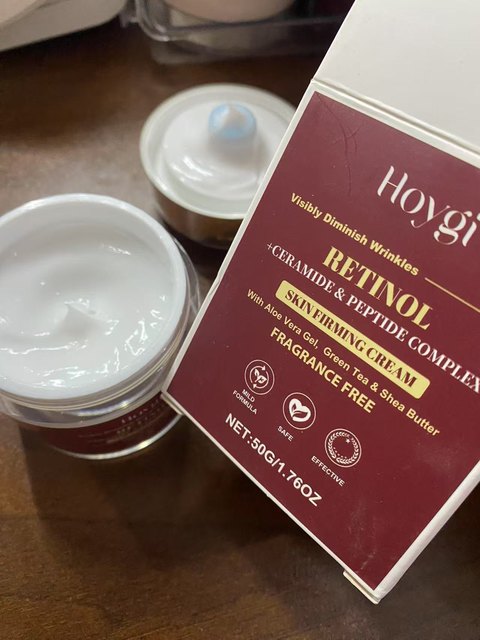 Hoygi
Visibly Diminish Wrinkles
RETINOL
+CERAMIDE & PEPTIDE COMPLEX
SKIN FIRMING CREAM
With Aloe Vera Gel, Green Tea & Shea Butter
FRAGRANCE FREE
MILD
FORMULA
SAFE
EFFECTIVE
NET:50G/1.76OZ
Hoygi